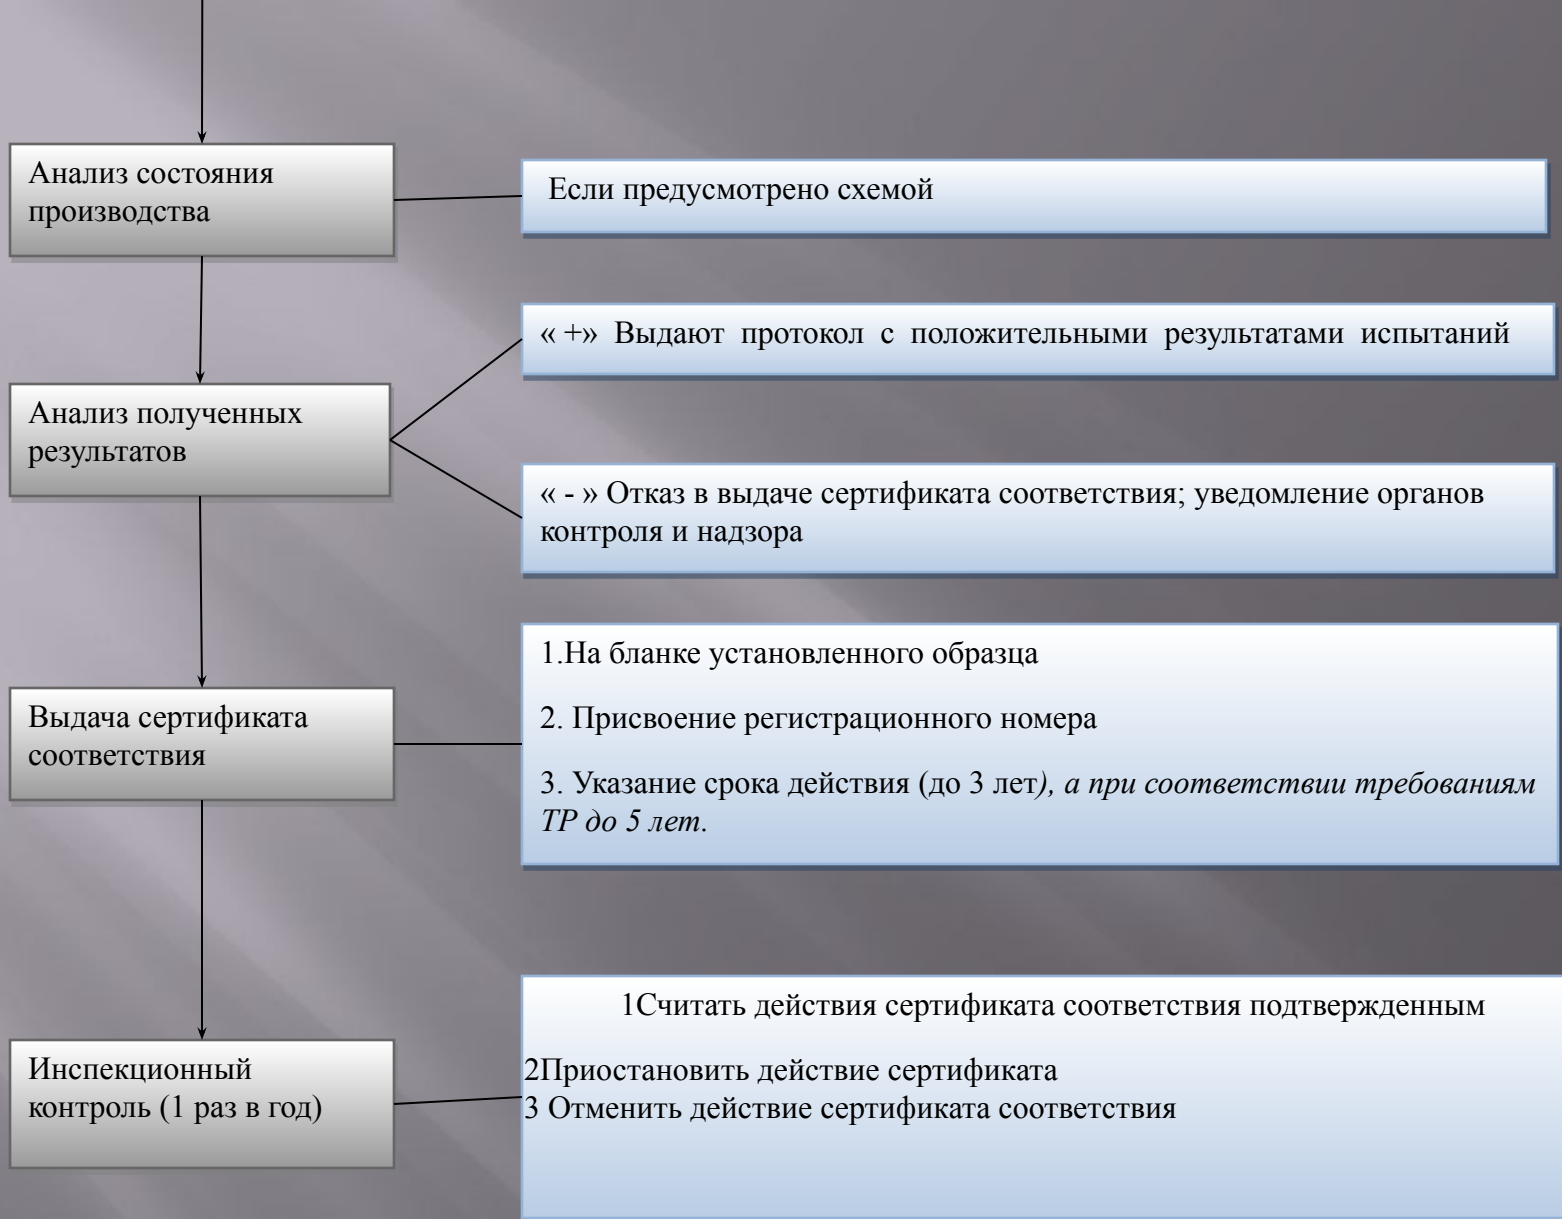 Анализ состояния
производства
Если предусмотрено схемой
« +» Выдают протокол с положительными результатами испытаний
Анализ полученных
результатов
« - » Отказ в выдаче сертификата соответствия; уведомление органов
контроля и надзора
1.На бланке установленного образца
2. Присвоение регистрационного номера
3. Указание срока действия (до 3 лет), а при соответствии требованиям
ТР до 5 лет.
Выдача сертификата
соответствия
1Считать действия сертификата соответствия подтвержденным
2Приостановить действие сертификата
3 Отменить действие сертификата соответствия
Инспекционный
контроль (1 раз в год)